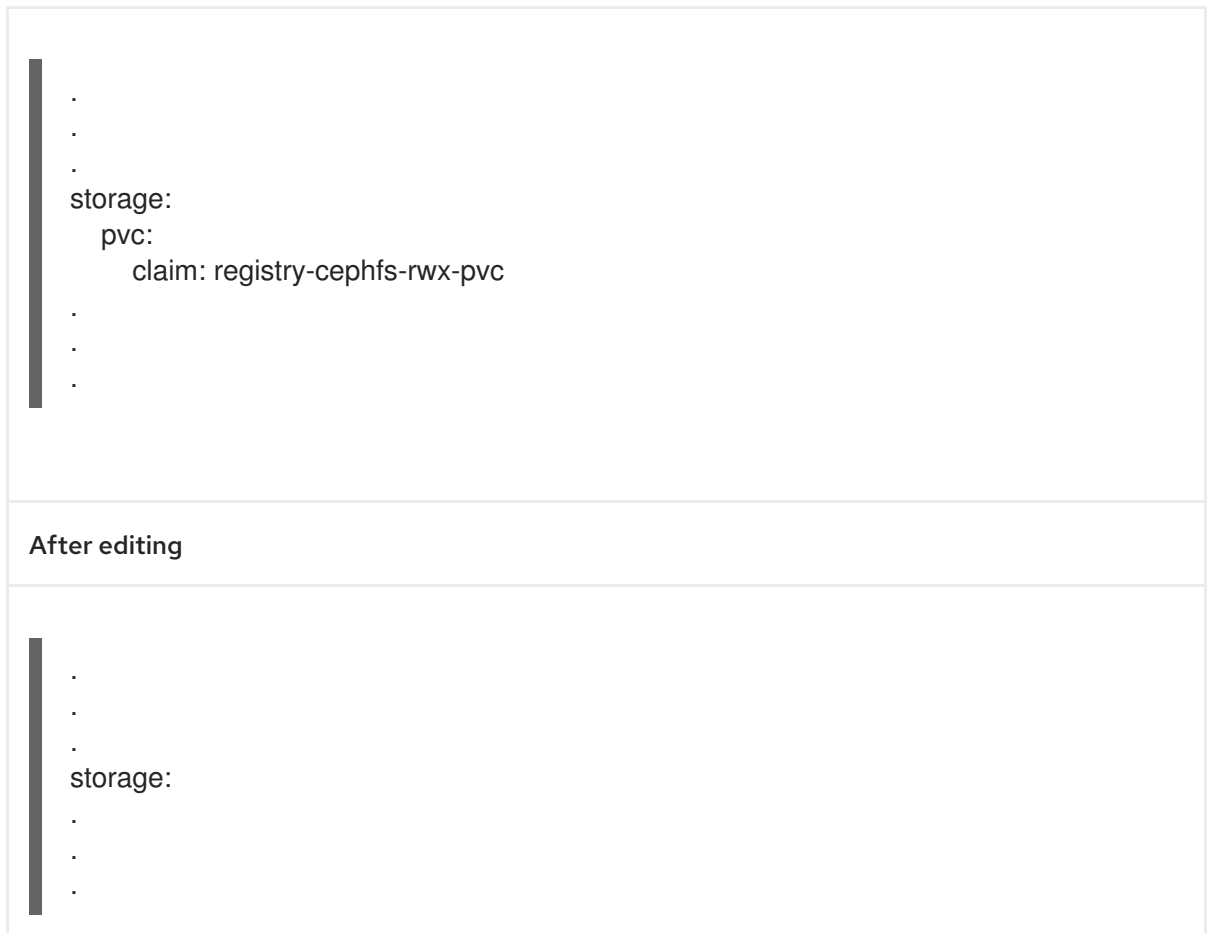 .
.
.
storage:
pvc:
claim: registry-cephfs-rwx-pvc
.
.
.
After editing
.
.
.
storage:
.
.
.